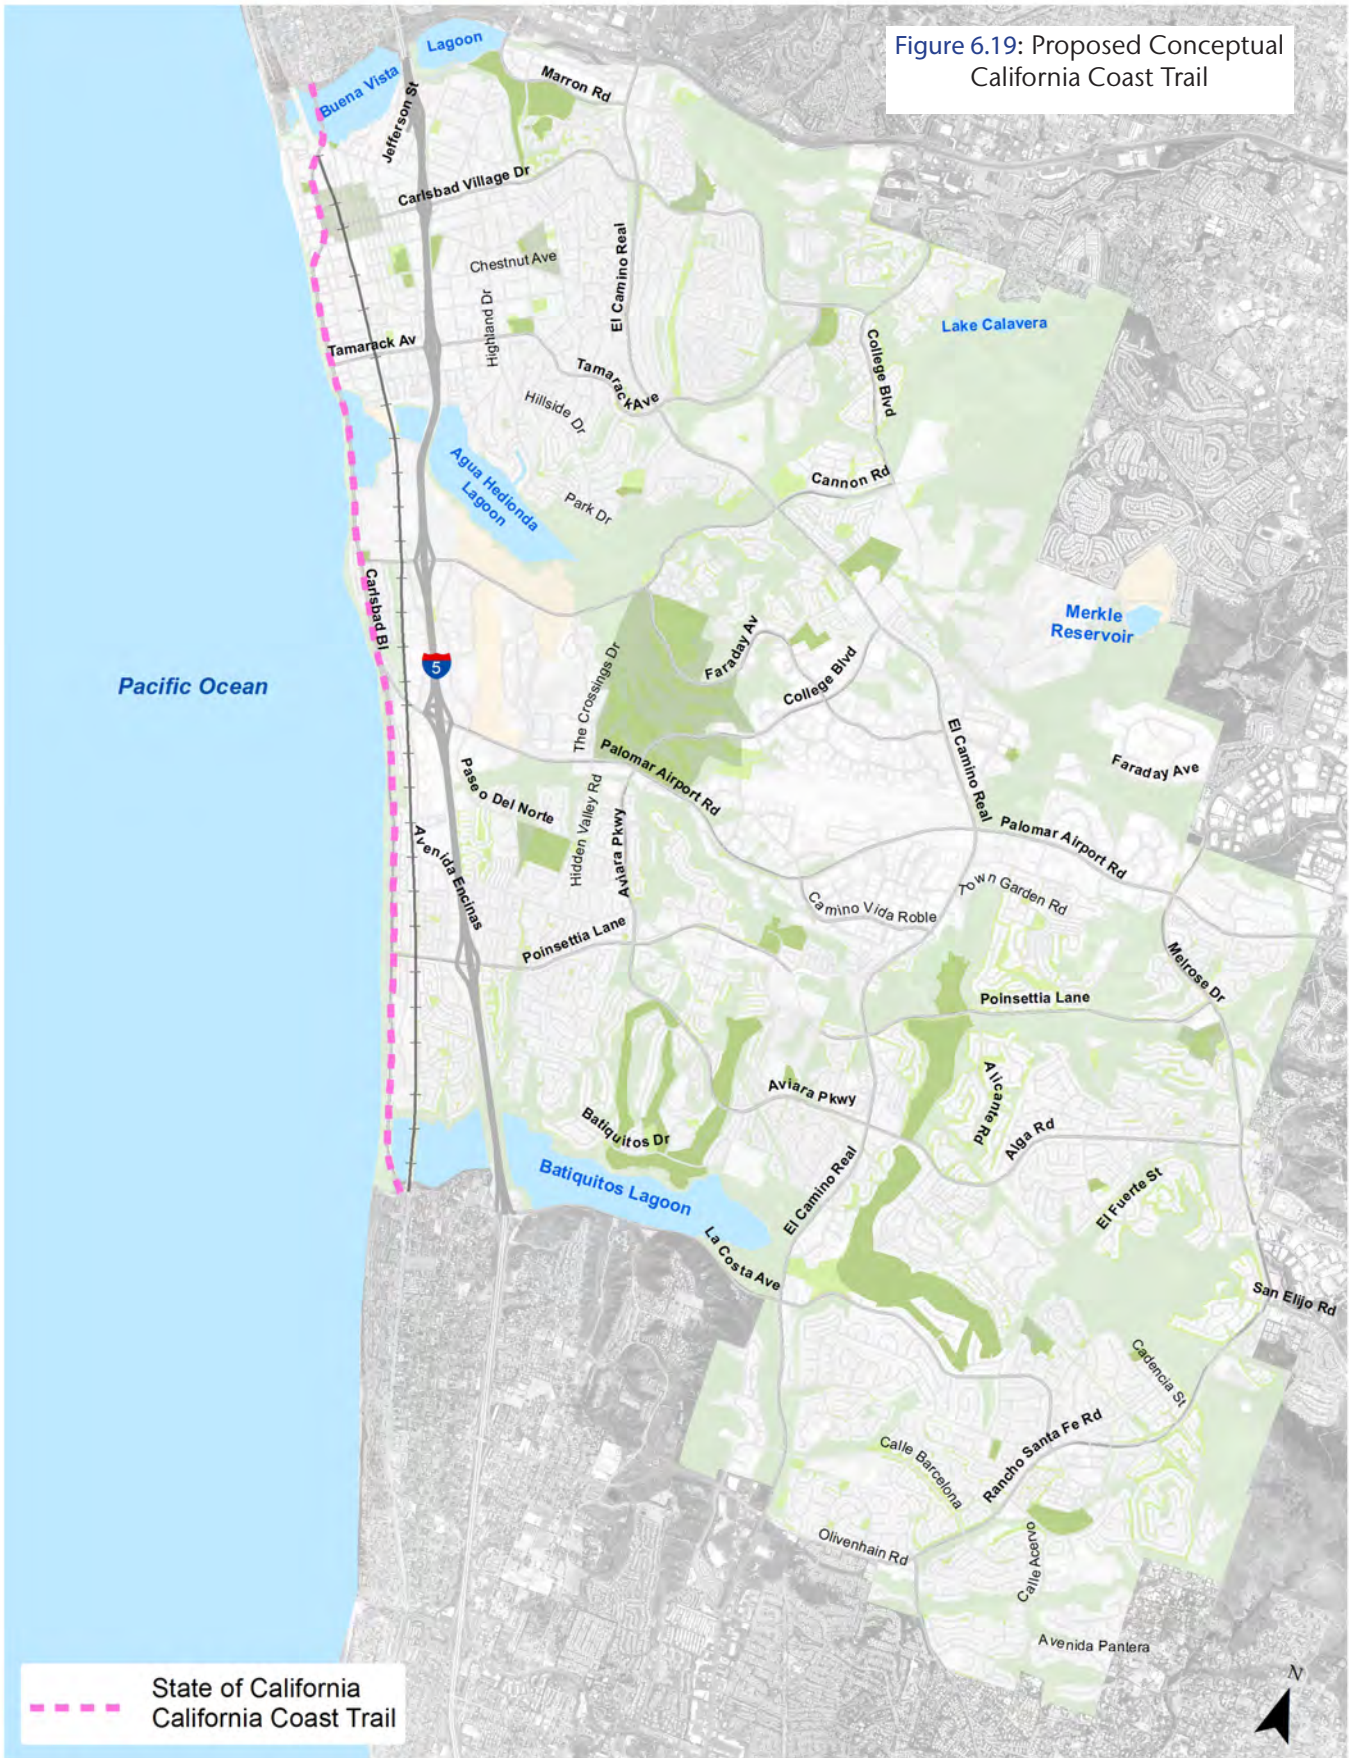 Figure 6.19: Proposed Conceptual
California Coast Trail
Lagoon
Buena Vista
Jefferson St
Marron Rd
Carlsbad Village Dr
El Camino Real
Chestnut Ave
Highland Dr
Lake Calavera
Tamarack Av
Tamarack Ave
College Blvd
Hillside Dr
Agua Hedionda
Lagoon
Cannon Rd
Park Dr
Carlsbad Bl
Merkle
Reservoir
Faraday Av
5
College Blvd
The Crossings Dr
Pacific Ocean
Palomar Airport Rd
El Camino Real
Faraday Ave
Paseo Del Norte
Hidden Valley Rd
Aviara Pkwy
Palomar Airport Rd
Avenida Encinas
Camino Vida Roble
Town Garden Rd
Poinsettia Lane
Melrose Dr
Poinsettia Lane
Aviara Pkwy
Alicante Rd
Batiquitos Dr
Alga Rd
Batiquitos Lagoon
El Camino Real
El Fuerte St
La Costa Ave
San Elijo Rd
Cadencia St
Rancho Santa Fe Rd
Calle Barcelona
Olivenhain Rd
Calle Acervo
Avenida Pantera
State of California
California Coast Trail
N